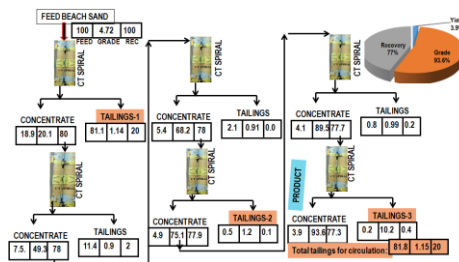 FEED BEACH SAND
100 4.72 100
FEED GRADE REC
CT SPIRAL
CONCENTRATE
18.9 20.1 80
TAILINGS-1
81.1 1.14 20
CT SPIRAL
CONCENTRATE
7.5. 49.3 78
TAILINGS
11.4 0.9 2
CT SPIRAL
CONCENTRATE
5.4 68.2 78
TAILINGS
2.1 0.91 0.0
CT SPIRAL
CONCENTRATE
4.9 75.1 77.9
TAILINGS-2
0.5 1.2 0.1
CT SPIRAL
CONCENTRATE
4.1 89.5 77.7
TAILINGS
0.8 0.99 0.2
CT SPIRAL
PRODUCT
CONCENTRATE
3.9 93.6 77.3
TAILINGS-3
0.2 10.2 0.4
Total tailings for circulation: 81.8 1.15 20
Recovery
77%
Grade
93.6%
3.9